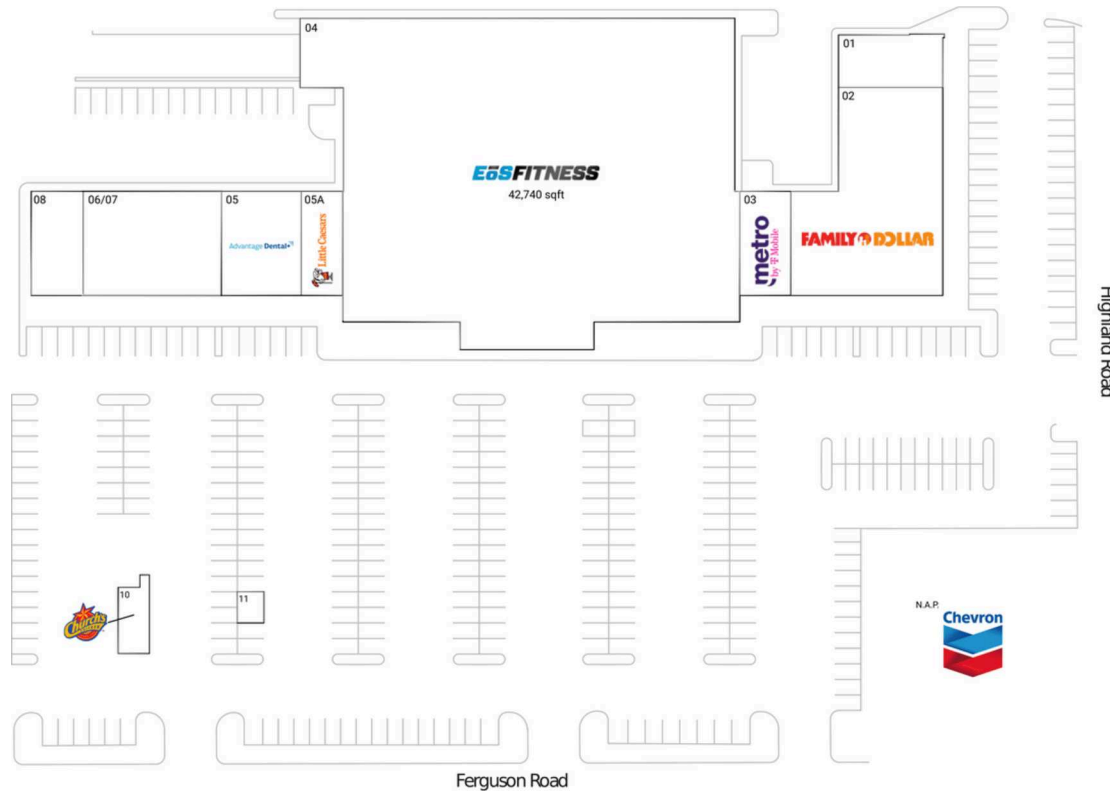 04
01
02
EōSFITNESS
42,740 sqft
08
06/07
05
05A
03
Advantage Dental+
Little Caesars
metro
by T Mobile
FAMILY DOLLAR
Highland Road
10
Church's
11
N.A.P.
Chevron
Ferguson Road